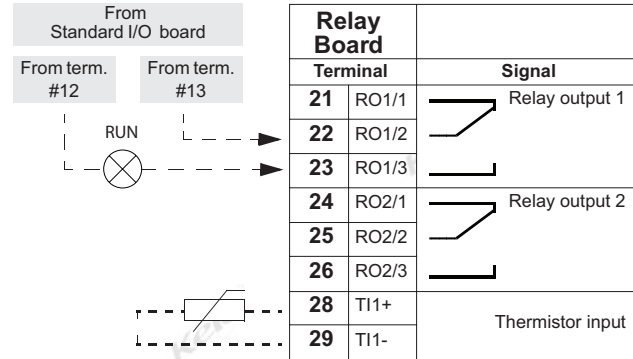 From
Standard I/O board
From term.
#12
From term.
#13
RUN
Relay
Board
Terminal
Signal
21 RO1/1 Relay output 1
22 RO1/2
23 RO1/3
24 RO2/1 Relay output 2
25 RO2/2
26 RO2/3
28 TI1+
Thermistor input
29 TI1-